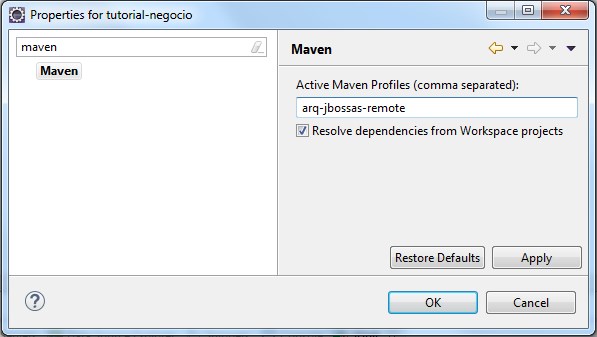 Properties for tutorial-negocio
maven
Maven
Maven
Active Maven Profiles (comma separated):
arq-jbossas-remote
Resolve dependencies from Workspace projects
Restore Defaults
Apply
?
OK
Cancel